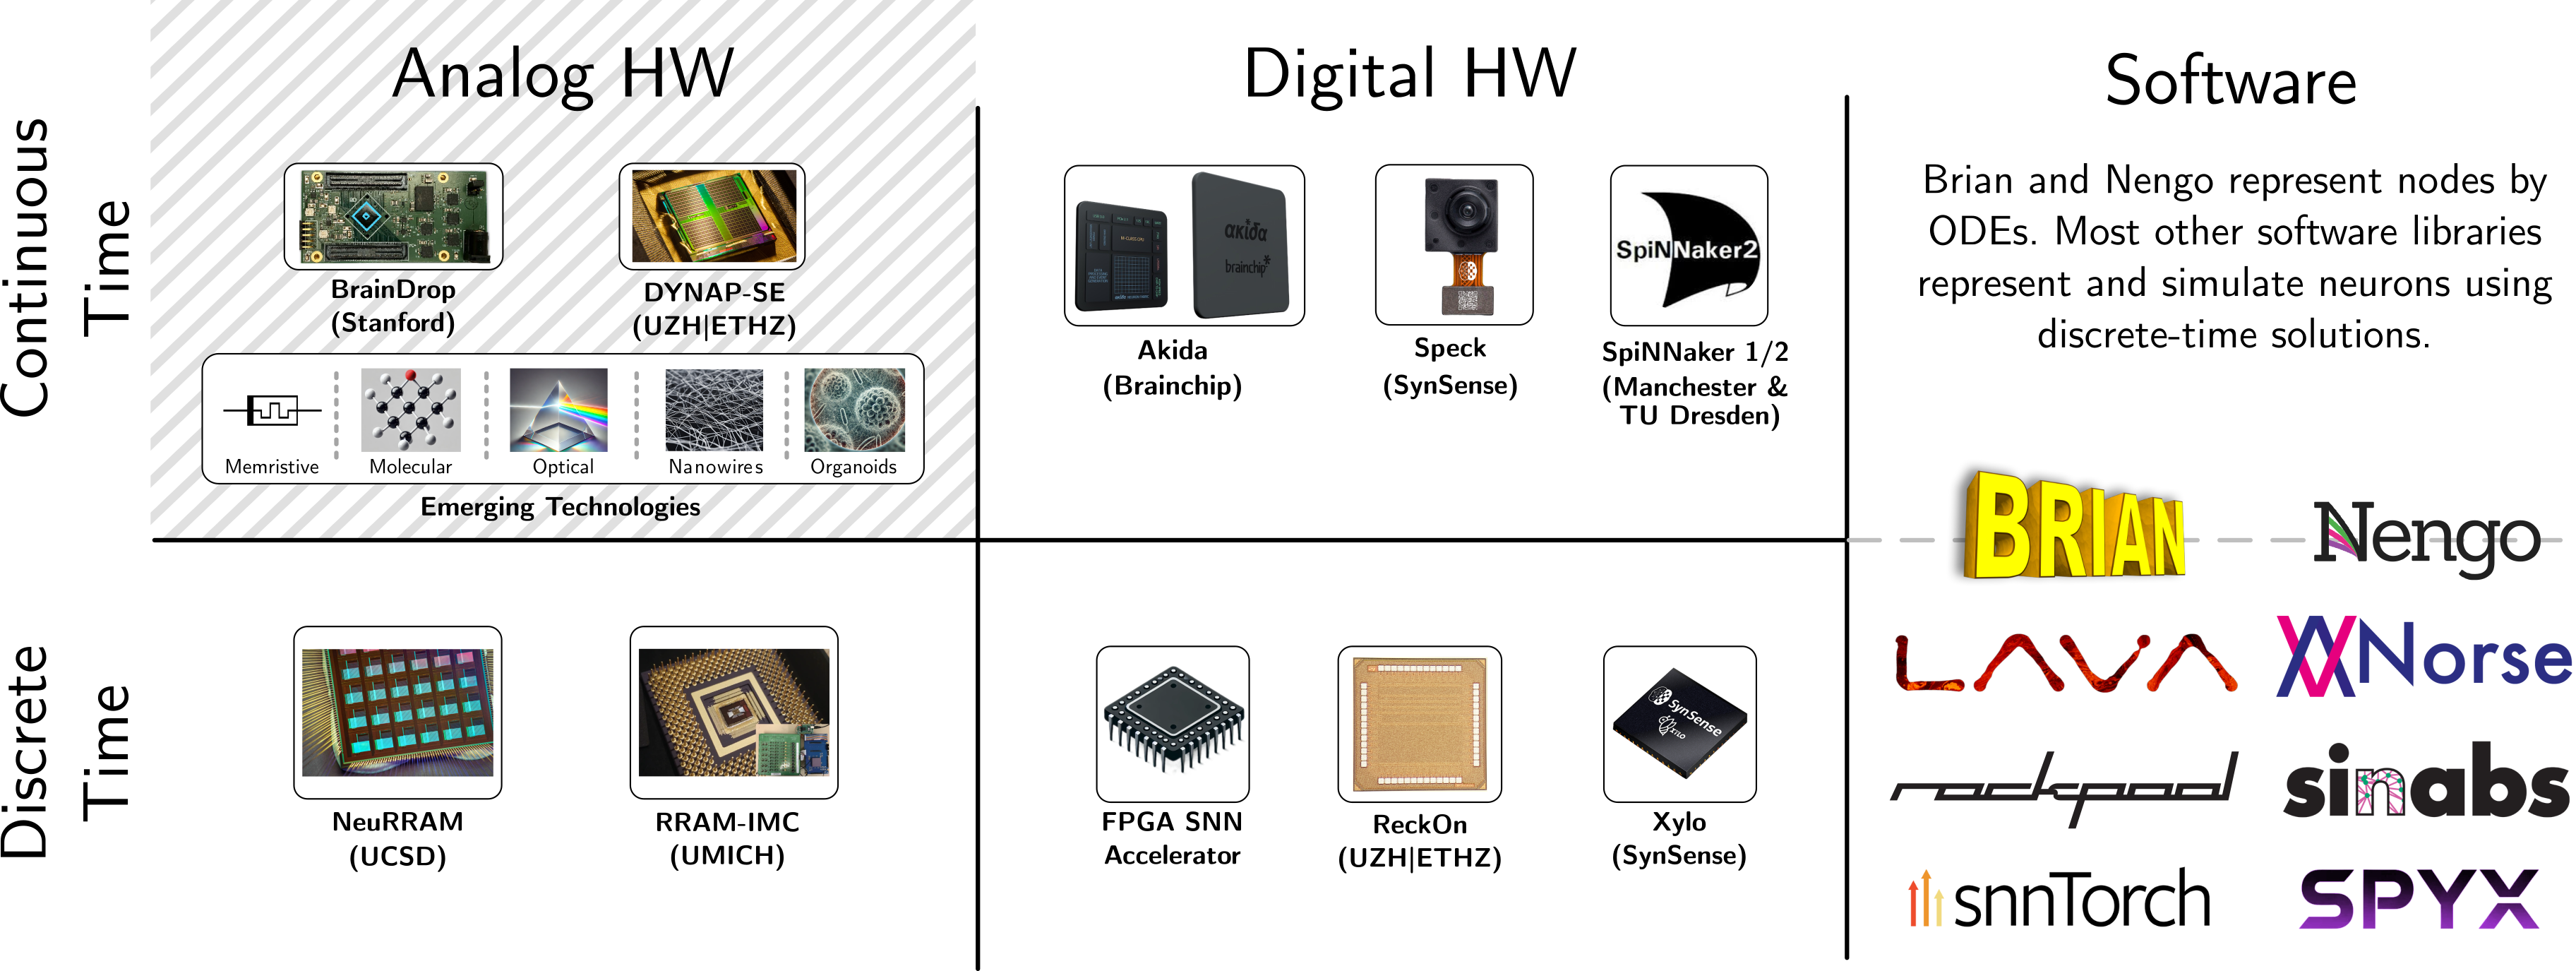 Analog HW
Digital HW
Software
Continuous
Time
BrainDrop
(Stanford)
DYNAP-SE
(UZH|ETHZ)
Memristive
Molecular
Optical
Nanowires
Organoids
Emerging Technologies
akida
brainchip
Akida
(Brainchip)
Speck
(SynSense)
SpiNNaker2
SpiNNaker 1/2
(Manchester &
TU Dresden)
Brian and Nengo represent nodes by
ODEs. Most other software libraries
represent and simulate neurons using
discrete-time solutions.
BRIAN
Nengo
Discrete
Time
NeuRRAM
(UCSD)
RRAM-IMC
(UMICH)
FPGA SNN
Accelerator
ReckOn
(UZH|ETHZ)
SynSense
XYLO
Xylo
(SynSense)
LAVA
Norse
rockpool
sinabs
snnTorch
SPYX